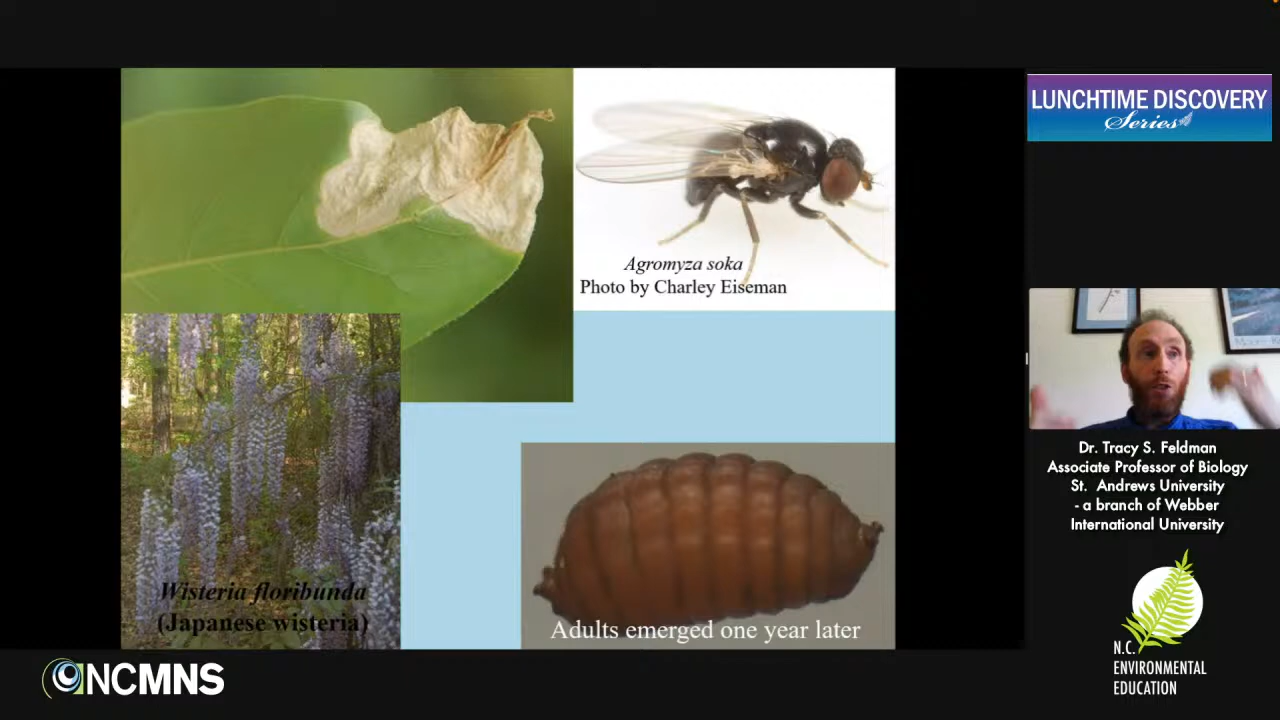 LUNCHTIME DISCOVERY
Series
Agromyza soka
Photo by Charley Eiseman
Wisteria floribunda
(Japanese wisteria)
Adults emerged one year later
Dr. Tracy S. Feldman
Associate Professor of Biology
St. Andrews University
- a branch of Webber
International University
N.C.
ENVIRONMENTAL
EDUCATION
NCMNS